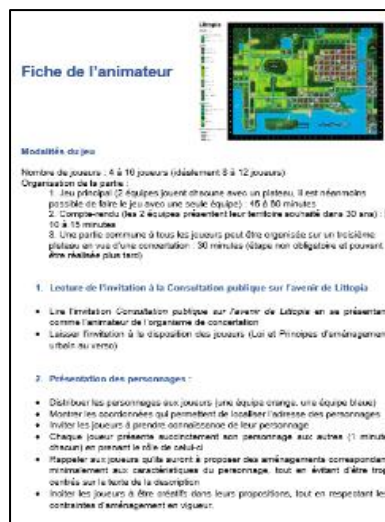 Littopia
Fiche de l'animateur
Modalités du jeu
Nombre de joueurs : 4 à 16 joueurs (idéalement 8 à 12 joueurs)
Organisation de la partie :
1. Jeu principal (2 équipes jouent chacune avec un plateau, il est néanmoins
possible de faire le jeu avec une seule équipe) : 45 à 60 minutes
2. Compte-rendu (les 2 équipes présentent leur territoire souhaité dans 30 ans) :
10 à 15 minutes
3. Une partie commune à tous les joueurs peut être organisée sur un troisième
plateau en vue d'une concertation : 30 minutes (étape non obligatoire et pouvant
être réalisée plus tard)
1. Lecture de l'invitation à la Consultation publique sur l'avenir de Littopia
• Lire l'invitation Consultation publique sur l'avenir de Littopia en se présentant
comme l'animateur de l'organisme de concertation
• Laisser l'invitation à la disposition des joueurs (Loi et Principes d'aménagement
urbain au verso)
2. Présentation des personnages :
• Distribuer les personnages aux joueurs (une équipe orange, une équipe bleue)
• Montrer les coordonnées qui permettent de localiser l'adresse des personnages
• Inviter les joueurs à prendre connaissance de leur personnage
• Chaque joueur présente succinctement son personnage aux autres (1 minute
chacun) en prenant le rôle de celui-ci
• Rappeler aux joueurs qu'ils auront à proposer des aménagements correspondant
minimalement aux caractéristiques du personnage, tout en évitant d'être trop
centrés sur le texte de la description
• Inciter les joueurs à être créatifs dans leurs propositions, tout en respectant les
contraintes d'aménagement en vigueur.